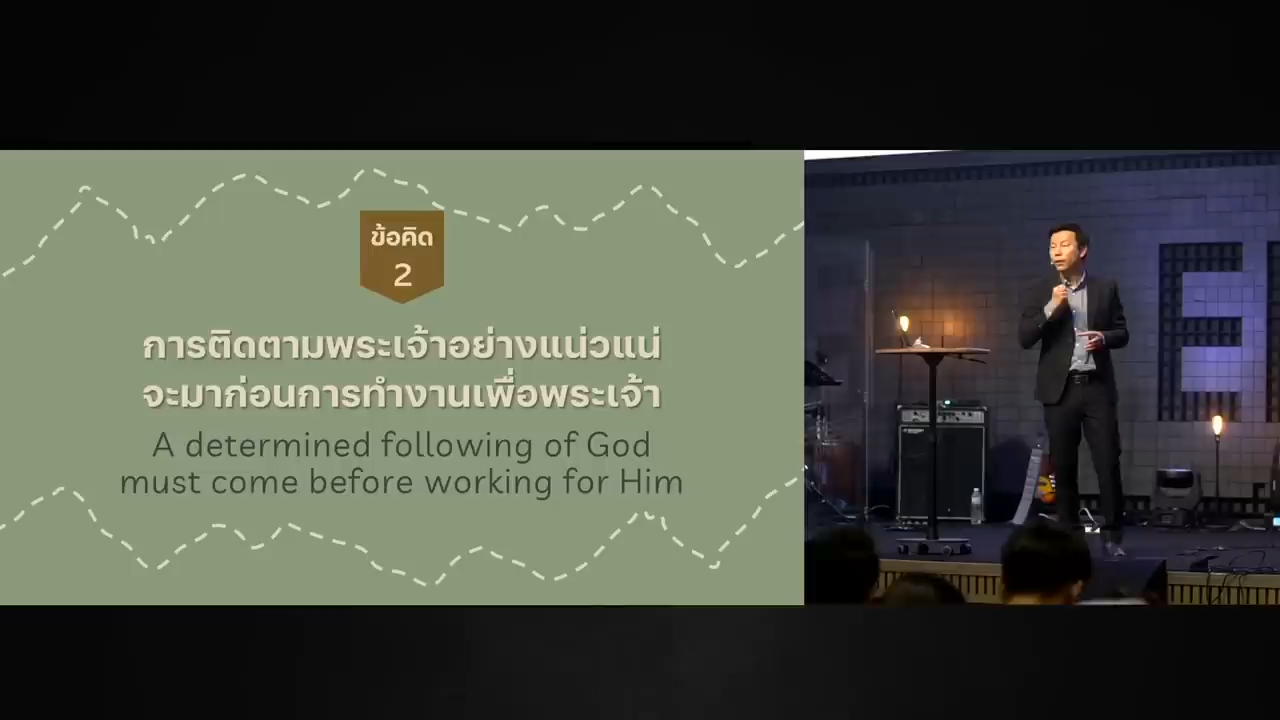 ข้อคิด
2
การติดตามพระเจ้าอย่างแน่วแน่
จะมาก่อนการทำงานเพื่อพระเจ้า
A determined following of God
must come before working for Him